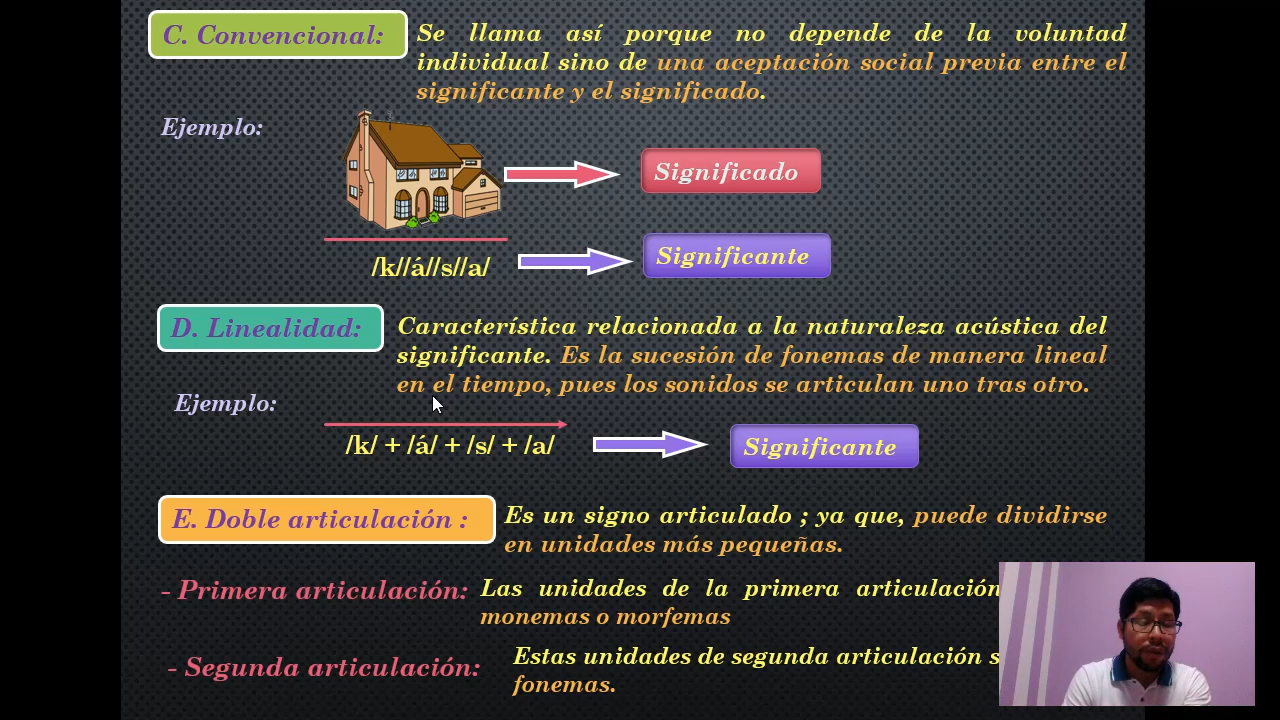 C. Convencional:
Se llama así porque no depende de la voluntad
individual sino de una aceptación social previa entre el
significante y el significado.
Ejemplo:
Significado
/k//á//s//a/
Significante
D. Linealidad:
Característica relacionada a la naturaleza acústica del
significante. Es la sucesión de fonemas de manera lineal
en el tiempo, pues los sonidos se articulan uno tras otro.
Ejemplo:
/k/ + /á/ + /s/ + /a/
Significante
E. Doble articulación :
Es un signo articulado ; ya que, puede dividirse
en unidades más pequeñas.
- Primera articulación:
Las unidades de la primera articulación
monemas o morfemas
- Segunda articulación:
Estas unidades de segunda articulación
fonemas.